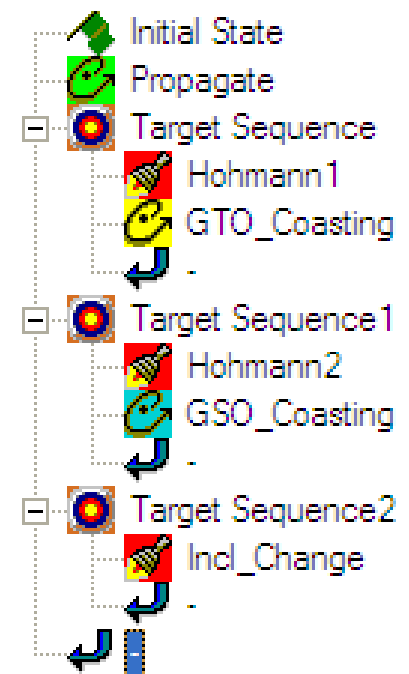 Initial State
Propagate
Target Sequence
Hohmann1
GTO_Coasting
-
Target Sequence1
Hohmann2
GSO_Coasting
-
Target Sequence2
Incl_Change
-
-